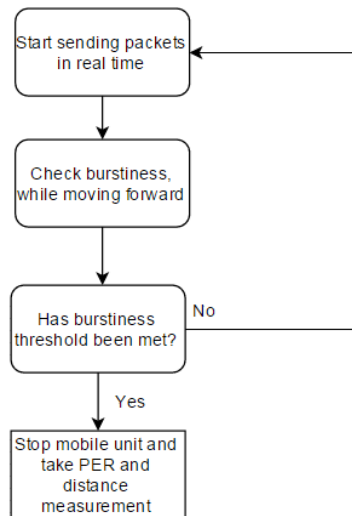 Start sending packets
in real time
Check burstiness,
while moving forward
Has burstiness
threshold been met?
No
Yes
Stop mobile unit and
take PER and
distance
measurement